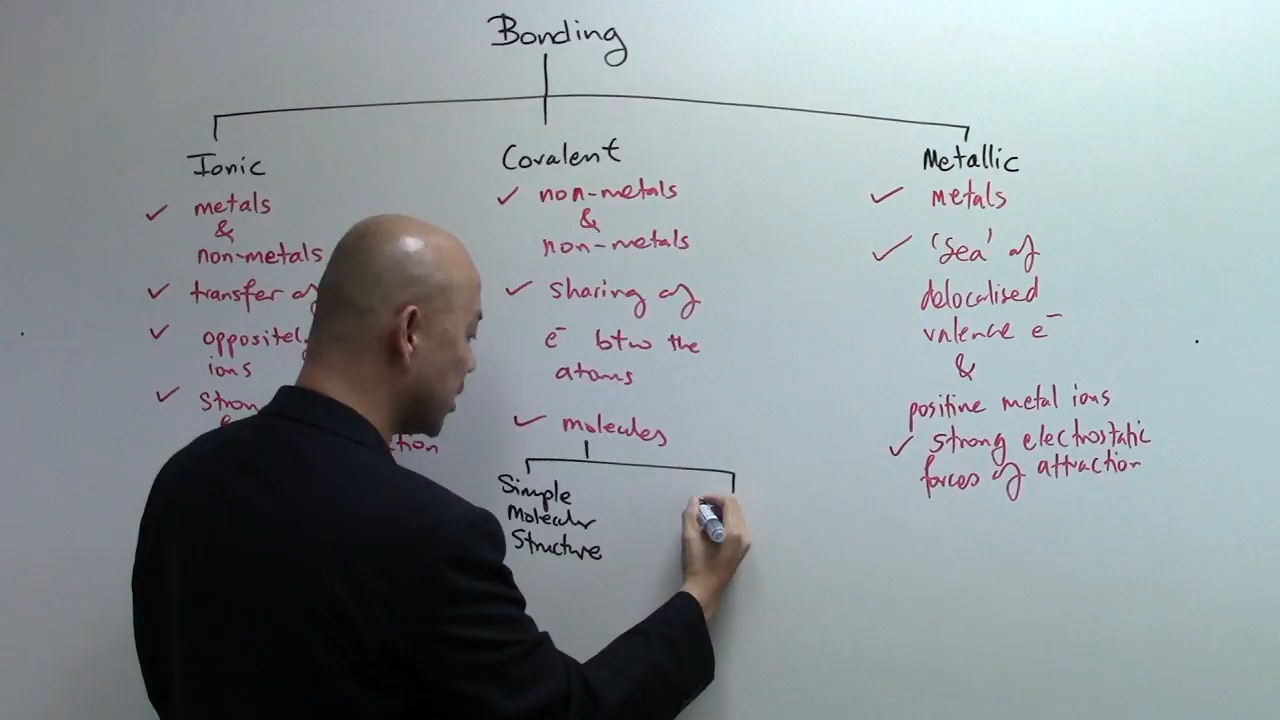 Bonding
Ionic
metals
&
non-metals
transfer of
ions
Covalent
non-metals
&
non-metals
sharing of
e⁻ btw the
atoms
molecules
Simple
Molecular
Structure
Metallic
metals
'sea' of
delocalised
valence e⁻
&
positive metal ions
strong electrostatic
forces of attraction